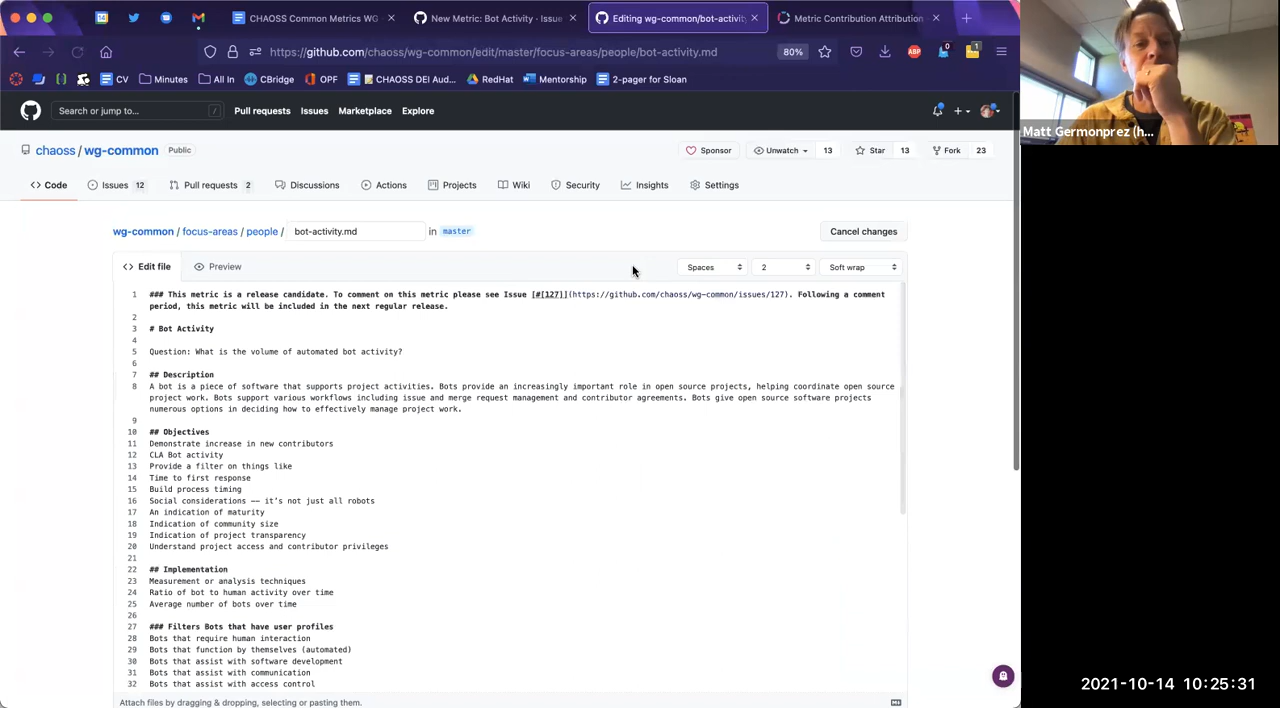 CHAOSS Common Metrics WG
New Metric: Bot Activity · Issue
Editing wg-common/bot-activity
Metric Contribution Attribution
https://github.com/chaoss/wg-common/edit/master/focus-areas/people/bot-activity.md
80%
CV
Minutes
All In
CBridge
OPF
CHAOSS DEI Aud...
RedHat
Mentorship
2-pager for Sloan
Search or jump to...
Pull requests
Issues
Marketplace
Explore
chaoss / wg-common
Public
Sponsor
Unwatch
13
Star
13
Fork
23
Code
Issues 12
Pull requests 2
Discussions
Actions
Projects
Wiki
Security
Insights
Settings
wg-common / focus-areas / people / bot-activity.md in master
Cancel changes
Edit file
Preview
Spaces
2
Soft wrap
1 ### This metric is a release candidate. To comment on this metric please see Issue [#[127]](https://github.com/chaoss/wg-common/issues/127). Following a comment
period, this metric will be included in the next regular release.
2
3 # Bot Activity
4
5 Question: What is the volume of automated bot activity?
6
7 ## Description
8 A bot is a piece of software that supports project activities. Bots provide an increasingly important role in open source projects, helping coordinate open source
project work. Bots support various workflows including issue and merge request management and contributor agreements. Bots give open source software projects
numerous options in deciding how to effectively manage project work.
9
10 ## Objectives
11 Demonstrate increase in new contributors
12 CLA Bot activity
13 Provide a filter on things like
14 Time to first response
15 Build process timing
16 Social considerations –– it's not just all robots
17 An indication of maturity
18 Indication of community size
19 Indication of project transparency
20 Understand project access and contributor privileges
21
22 ## Implementation
23 Measurement or analysis techniques
24 Ratio of bot to human activity over time
25 Average number of bots over time
26
27 ### Filters Bots that have user profiles
28 Bots that require human interaction
29 Bots that function by themselves (automated)
30 Bots that assist with software development
31 Bots that assist with communication
32 Bots that assist with access control
Attach files by dragging & dropping, selecting or pasting them.
Matt Germonprez (h...
2021-10-14 10:25:31